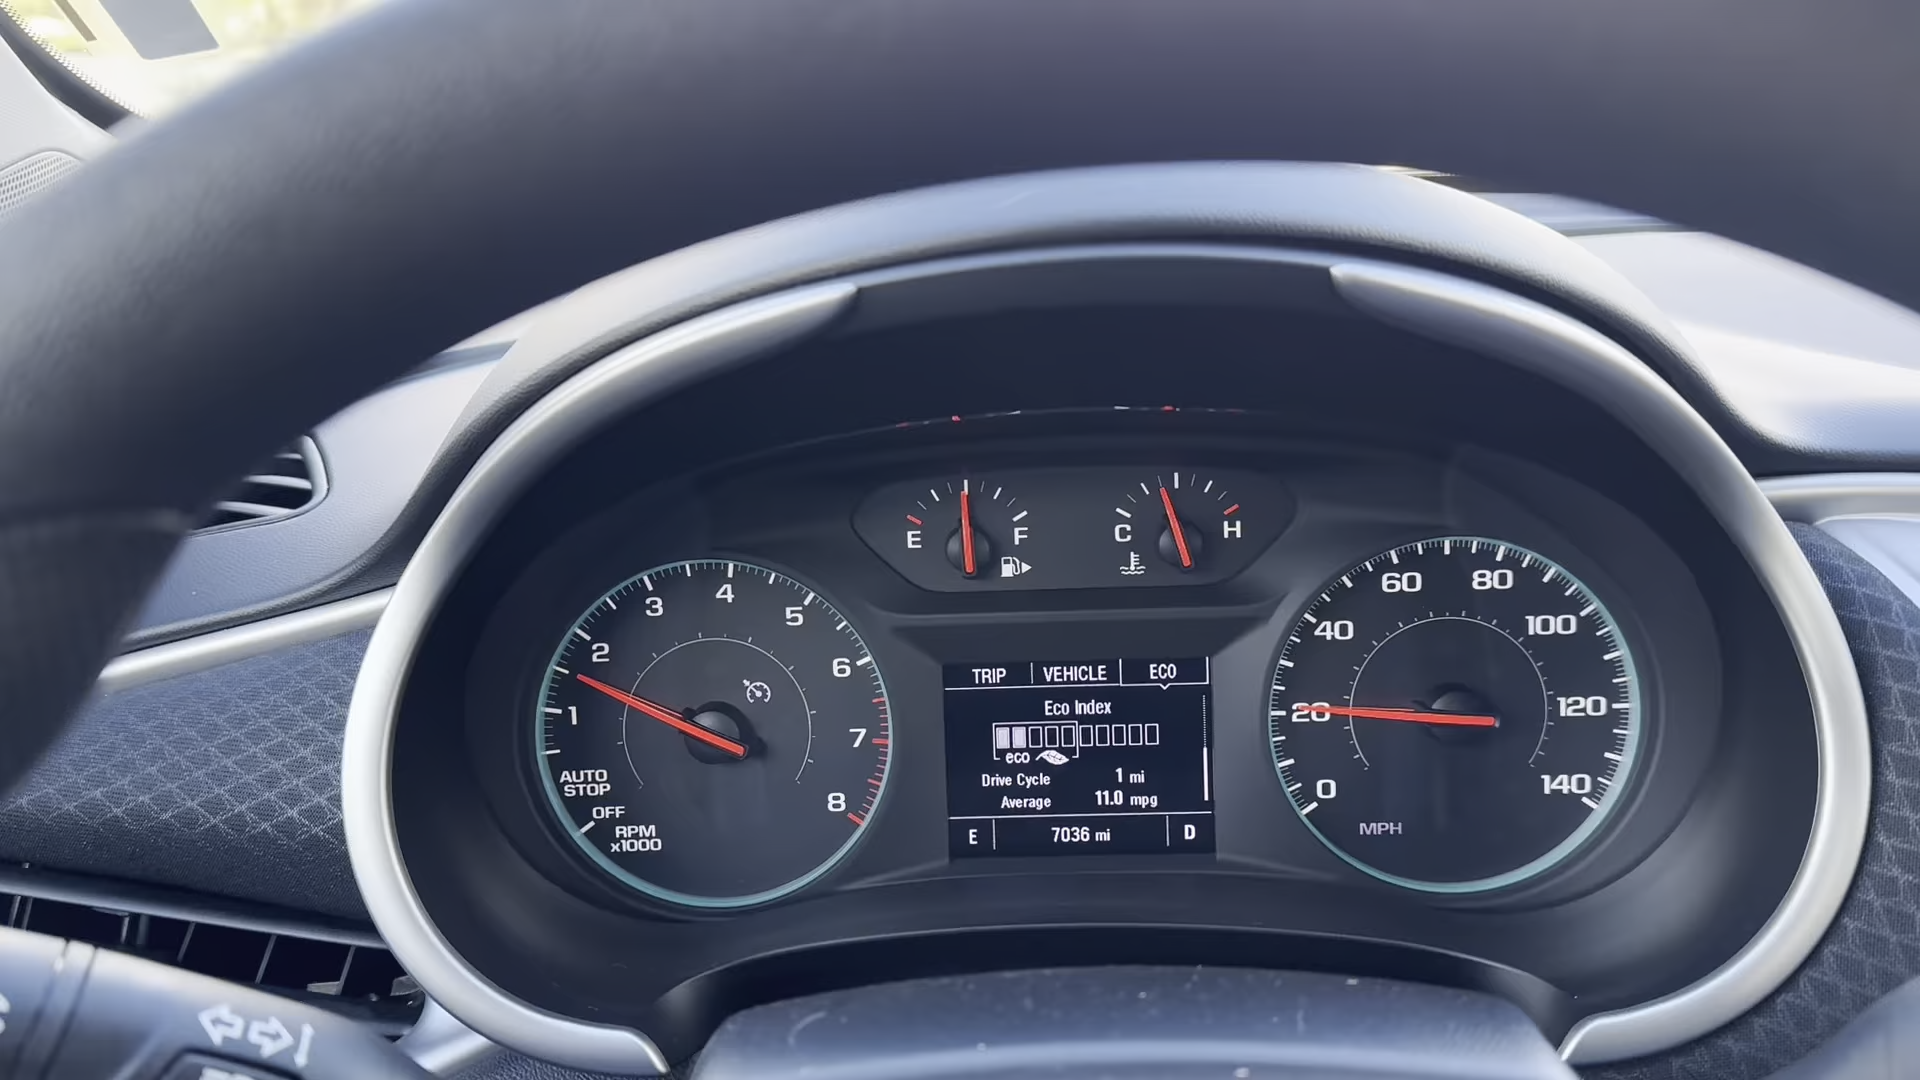 E
F
C
H
1
2
3
4
5
6
7
8
AUTO
STOP
OFF
RPM
x1000
TRIP VEHICLE ECO
Eco Index
eco
Drive Cycle 1 mi
Average 11.0 mpg
E 7036 mi D
0
20
40
60
80
100
120
140
MPH